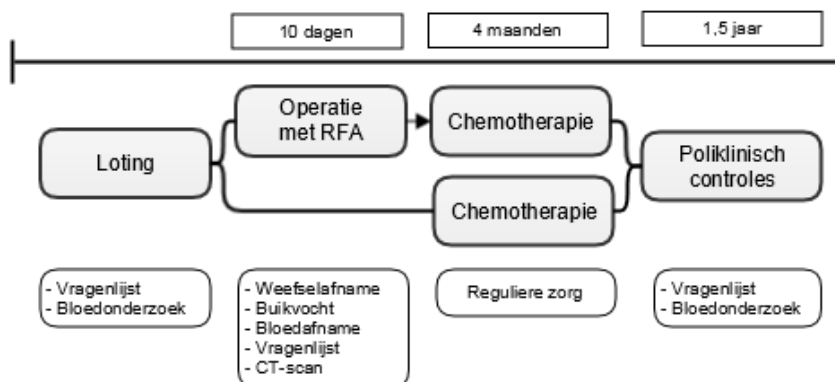 10 dagen
4 maanden
1,5 jaar
Operatie
met RFA
Chemotherapie
Loting
Poliklinisch
controles
Chemotherapie
- Vragenlijst
- Bloedonderzoek
- Weefselafname
- Buikvocht
- Bloedafname
- Vragenlijst
- CT-scan
Reguliere zorg
- Vragenlijst
- Bloedonderzoek